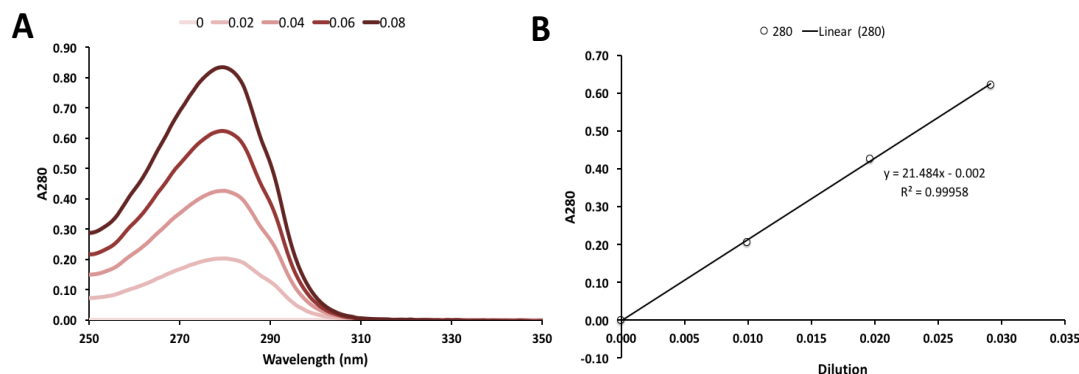 A
0 0.02 0.04 0.06 0.08
0.90
0.80
0.70
0.60
0.50
0.40
0.30
0.20
0.10
0.00
A280
250 270 290 310 330 350
Wavelength (nm)
B
280 Linear (280)
0.70
0.60
0.50
0.40
0.30
0.20
0.10
0.00
-0.10
A280
y = 21.484x - 0.002
R² = 0.99958
0.000 0.005 0.010 0.015 0.020 0.025 0.030 0.035
Dilution